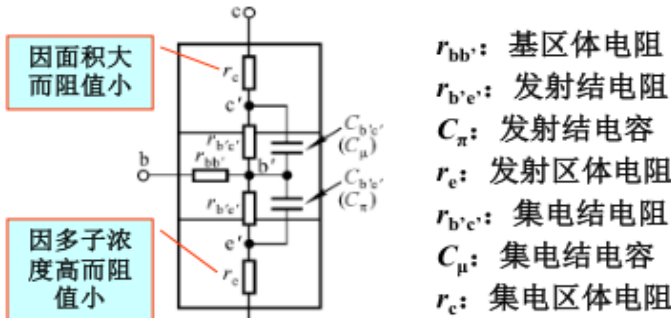 c
因面积大
而阻值小
r_c
c'
r_b'c'
C_b'c'
(C_μ)
r_bb'
b
b'
C_b'c'
(C_π)
r_b'c'
e'
因多子浓
度高而阻
值小
r_c
r_bb'：基区体电阻
r_b'e'：发射结电阻
C_π：发射结电容
r_e：发射区体电阻
r_b'c'：集电结电阻
C_μ：集电结电容
r_c：集电区体电阻